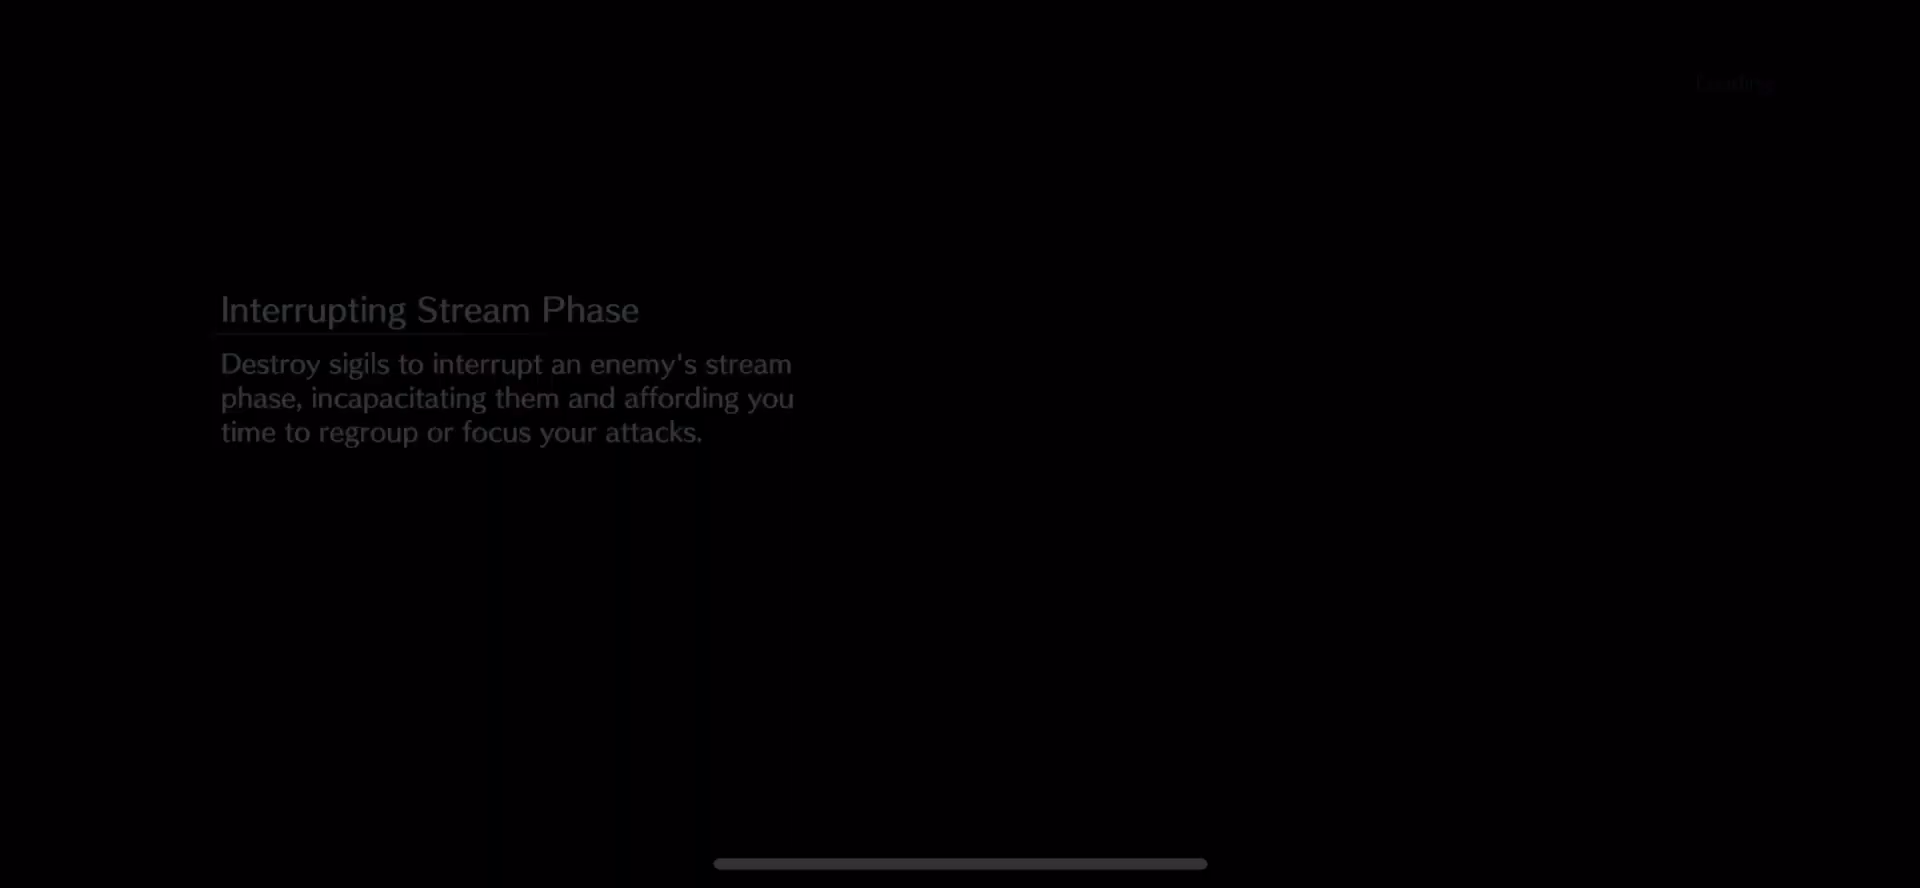 Loading
Interrupting Stream Phase
Destroy sigils to interrupt an enemy's stream
phase, incapacitating them and affording you
time to regroup or focus your attacks.